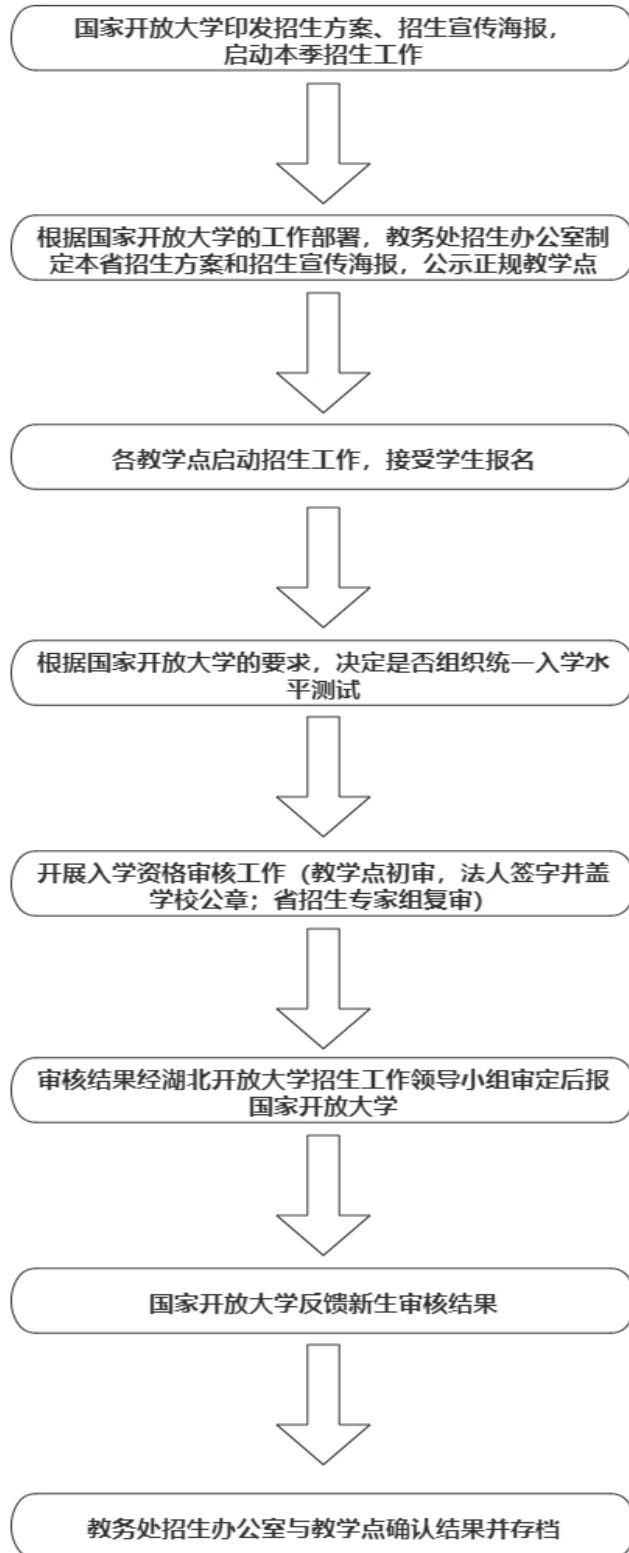 国家开放大学印发招生方案、招生宣传海报，
启动本季招生工作
根据国家开放大学的工作部署，教务处招生办公室制
定本省招生方案和招生宣传海报，公示正规教学点
各教学点启动招生工作，接受学生报名
根据国家开放大学的要求，决定是否组织统一入学水
平测试
开展入学资格审核工作（教学点初审，法人签字并盖
学校公章；省招生专家组复审）
审核结果经湖北开放大学招生工作领导小组审定后报
国家开放大学
国家开放大学反馈新生审核结果
教务处招生办公室与教学点确认结果并存档